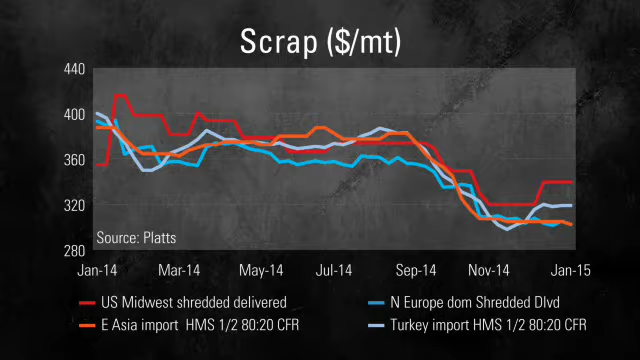 Scrap ($/mt)
440
400
360
320
280
Source: Platts
Jan-14 Mar-14 May-14 Jul-14 Sep-14 Nov-14 Jan-15
US Midwest shredded delivered N Europe dom Shredded Dlvd
E Asia import HMS 1/2 80:20 CFR Turkey import HMS 1/2 80:20 CFR